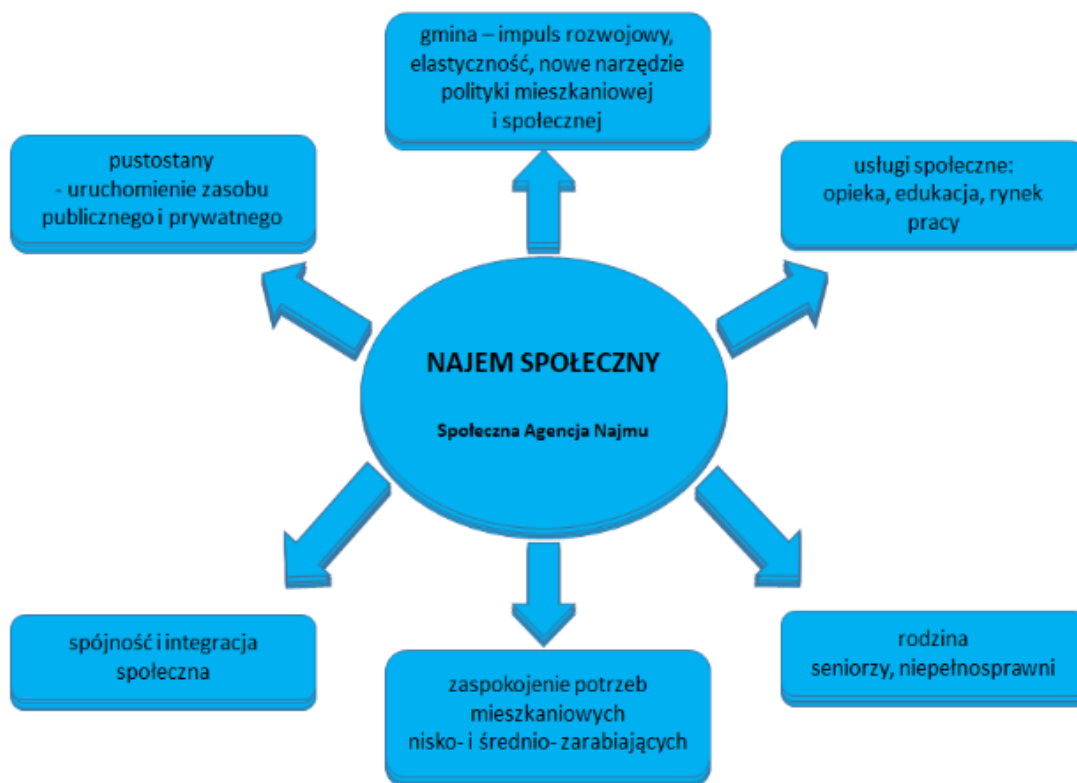 gmina – impuls rozwojowy,
elastyczność, nowe narzędzie
polityki mieszkaniowej
i społecznej
pustostany
- uruchomienie zasobu
publicznego i prywatnego
usługi społeczne:
opieka, edukacja, rynek
pracy
NAJEM SPOŁECZNY
Społeczna Agencja Najmu
spójność i integracja
społeczna
zaspokojenie potrzeb
mieszkaniowych
nisko- i średnio- zarabiających
rodzina
seniorzy, niepełnosprawni